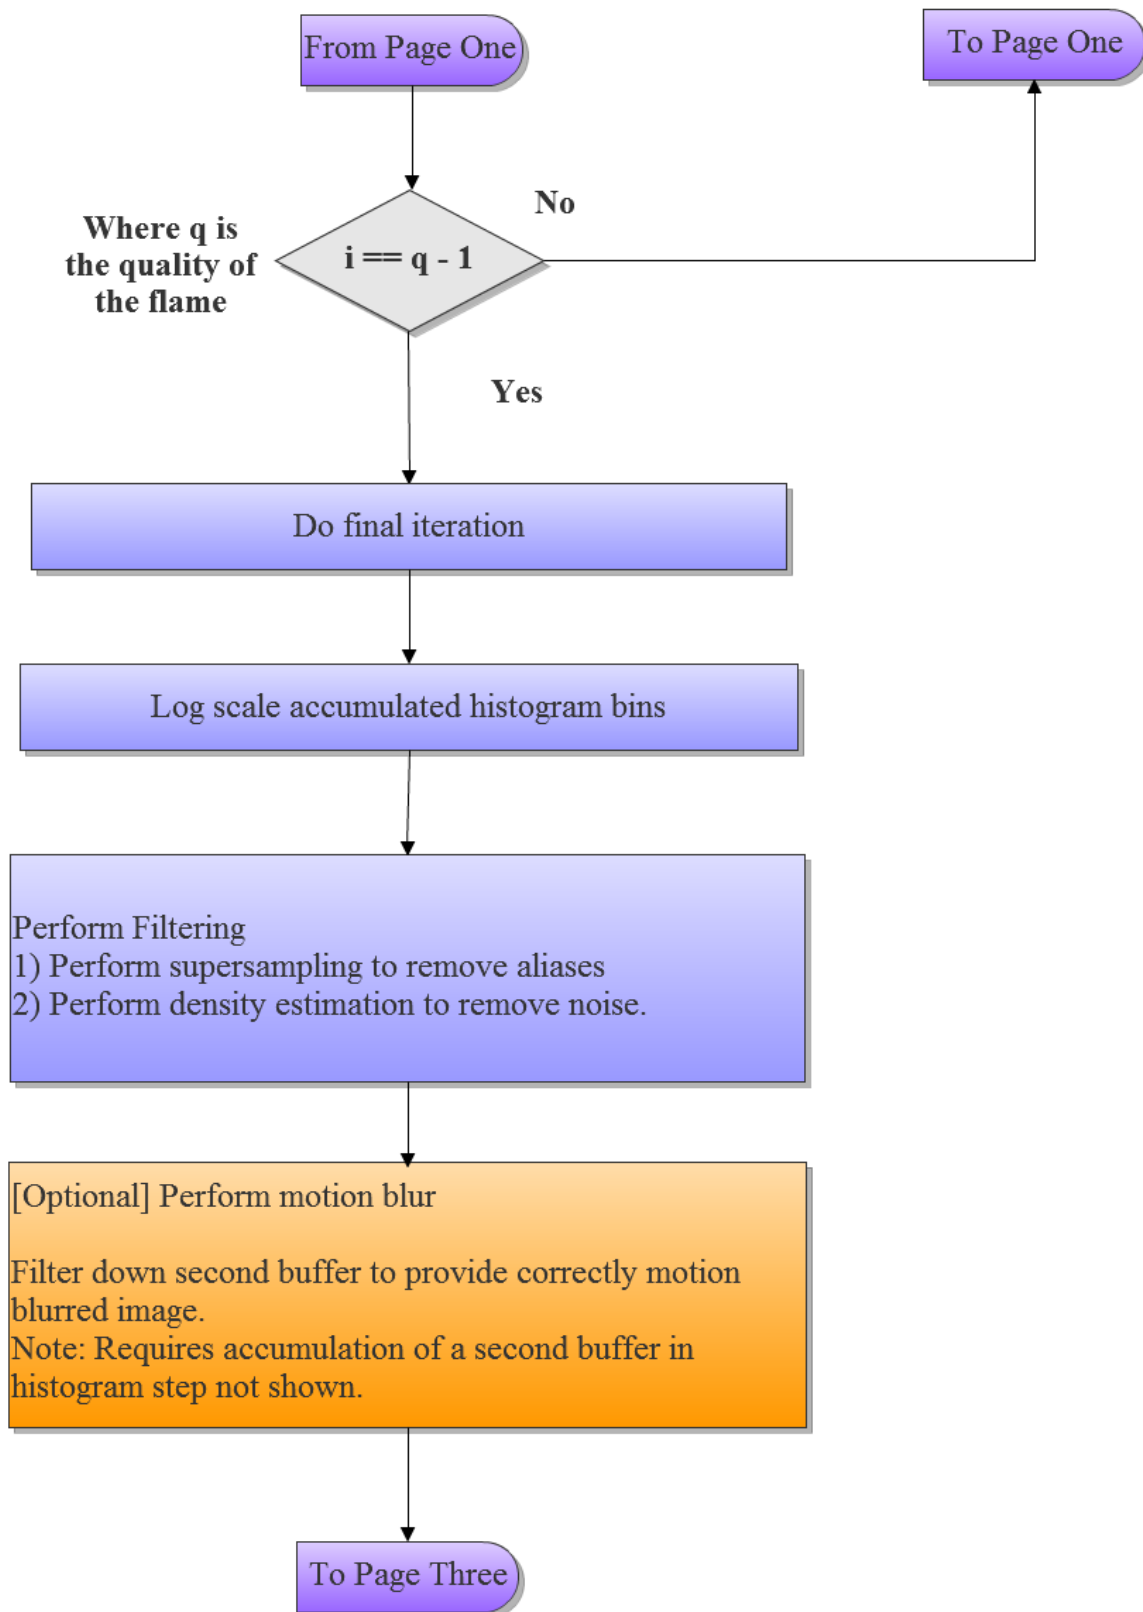 From Page One
To Page One
No
Where q is
the quality of
the flame
i == q - 1
Yes
Do final iteration
Log scale accumulated histogram bins
Perform Filtering
1) Perform supersampling to remove aliases
2) Perform density estimation to remove noise.
[Optional] Perform motion blur
Filter down second buffer to provide correctly motion
blurred image.
Note: Requires accumulation of a second buffer in
histogram step not shown.
To Page Three